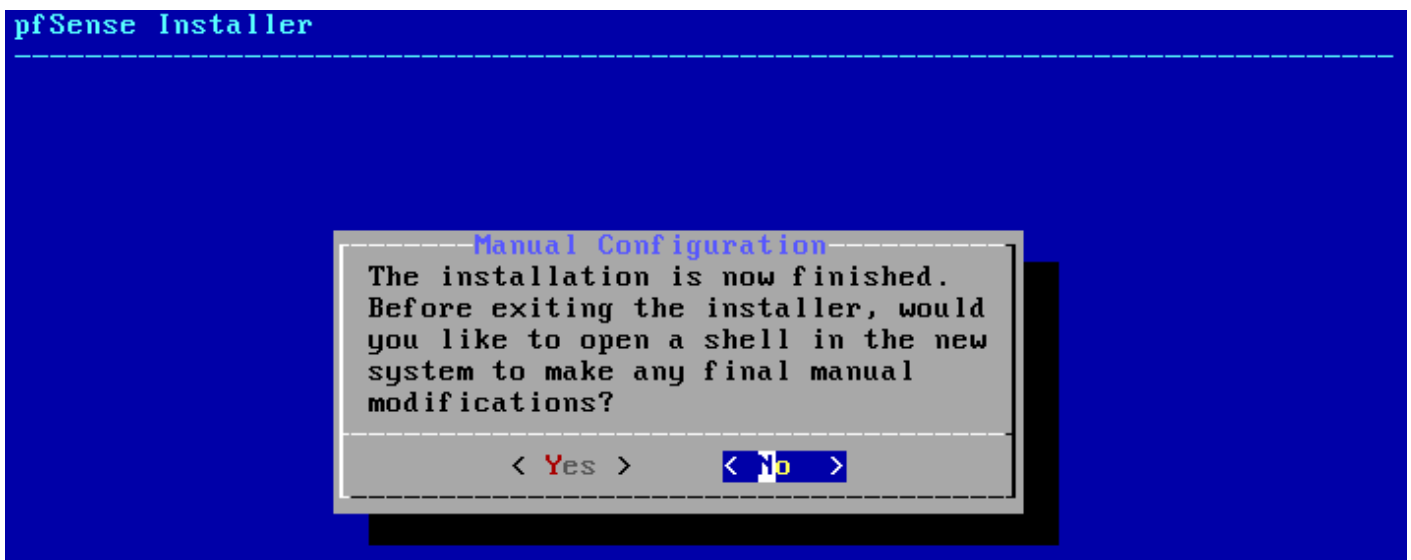 pfSense Installer
Manual Configuration
The installation is now finished.
Before exiting the installer, would
you like to open a shell in the new
system to make any final manual
modifications?
< Yes > < No >